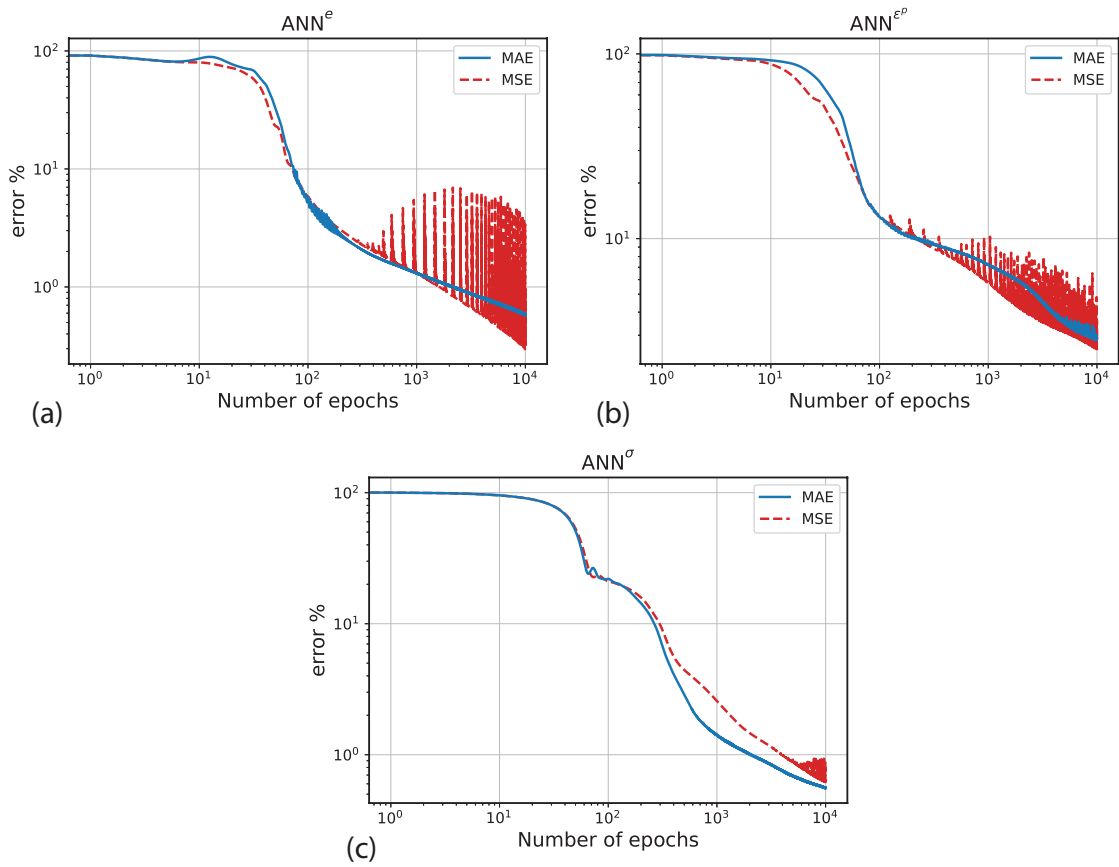 ANN^e
error %
10^2
10^1
10^0
MAE
MSE
10^0 10^1 10^2 10^3 10^4
Number of epochs
(a)
ANN^{ε^p}
error %
10^2
10^1
MAE
MSE
10^0 10^1 10^2 10^3 10^4
Number of epochs
(b)
ANN^σ
error %
10^2
10^1
10^0
MAE
MSE
10^0 10^1 10^2 10^3 10^4
Number of epochs
(c)